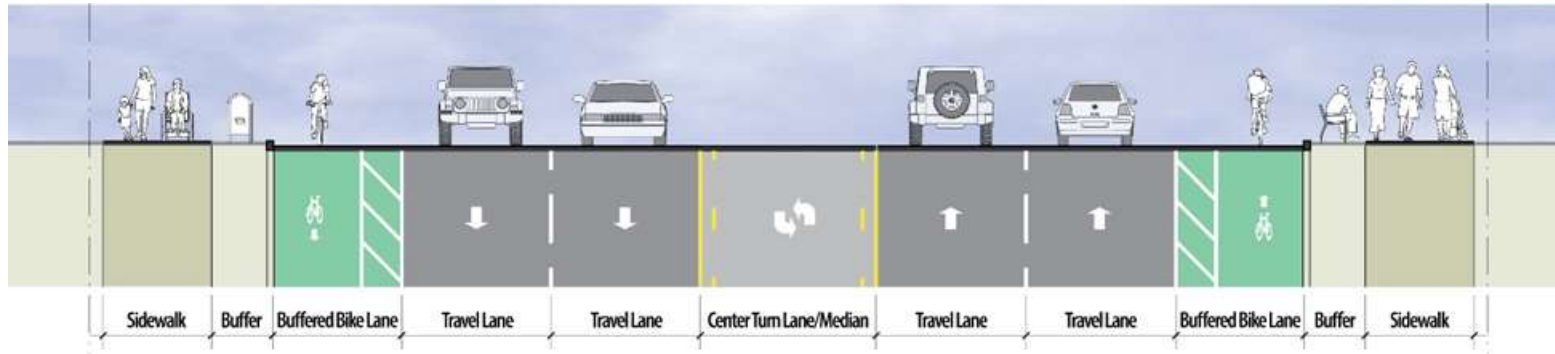 Sidewalk
Buffer
Buffered Bike Lane
Travel Lane
Travel Lane
Center Turn Lane/Median
Travel Lane
Travel Lane
Buffered Bike Lane
Buffer
Sidewalk